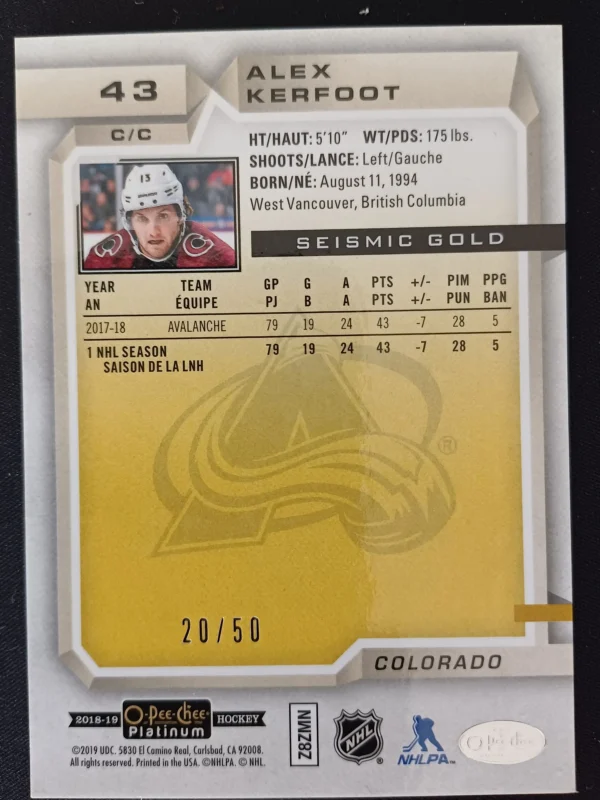 43
ALEX
KERFOOT
C/C
HT/HAUT: 5'10" WT/PDS: 175 lbs.
SHOOTS/LANCE: Left/Gauche
BORN/NÉ: August 11, 1994
West Vancouver, British Columbia
13
SEISMIC GOLD
YEAR TEAM GP G A PTS +/- PIM PPG
AN ÉQUIPE PJ B A PTS +/- PUN BAN
2017-18 AVALANCHE 79 19 24 43 -7 28 5
1 NHL SEASON 79 19 24 43 -7 28 5
SAISON DE LA LNH
®
20/50
COLORADO
2018-19 O-Pee-Chee Platinum HOCKEY
©2019 UDC. 5830 El Camino Real, Carlsbad, CA 92008.
All rights reserved. Printed in the USA. ©NHLPA. © NHL.
Z8ZMN
NHL ®
NHLPA
O-Pee-Chee